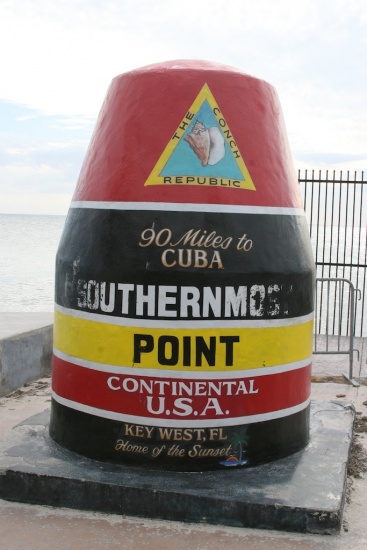 THE CONCH
REPUBLIC
90 Miles to
CUBA
SOUTHERNMOST
POINT
CONTINENTAL
U.S.A.
KEY WEST, FL
Home of the Sunset